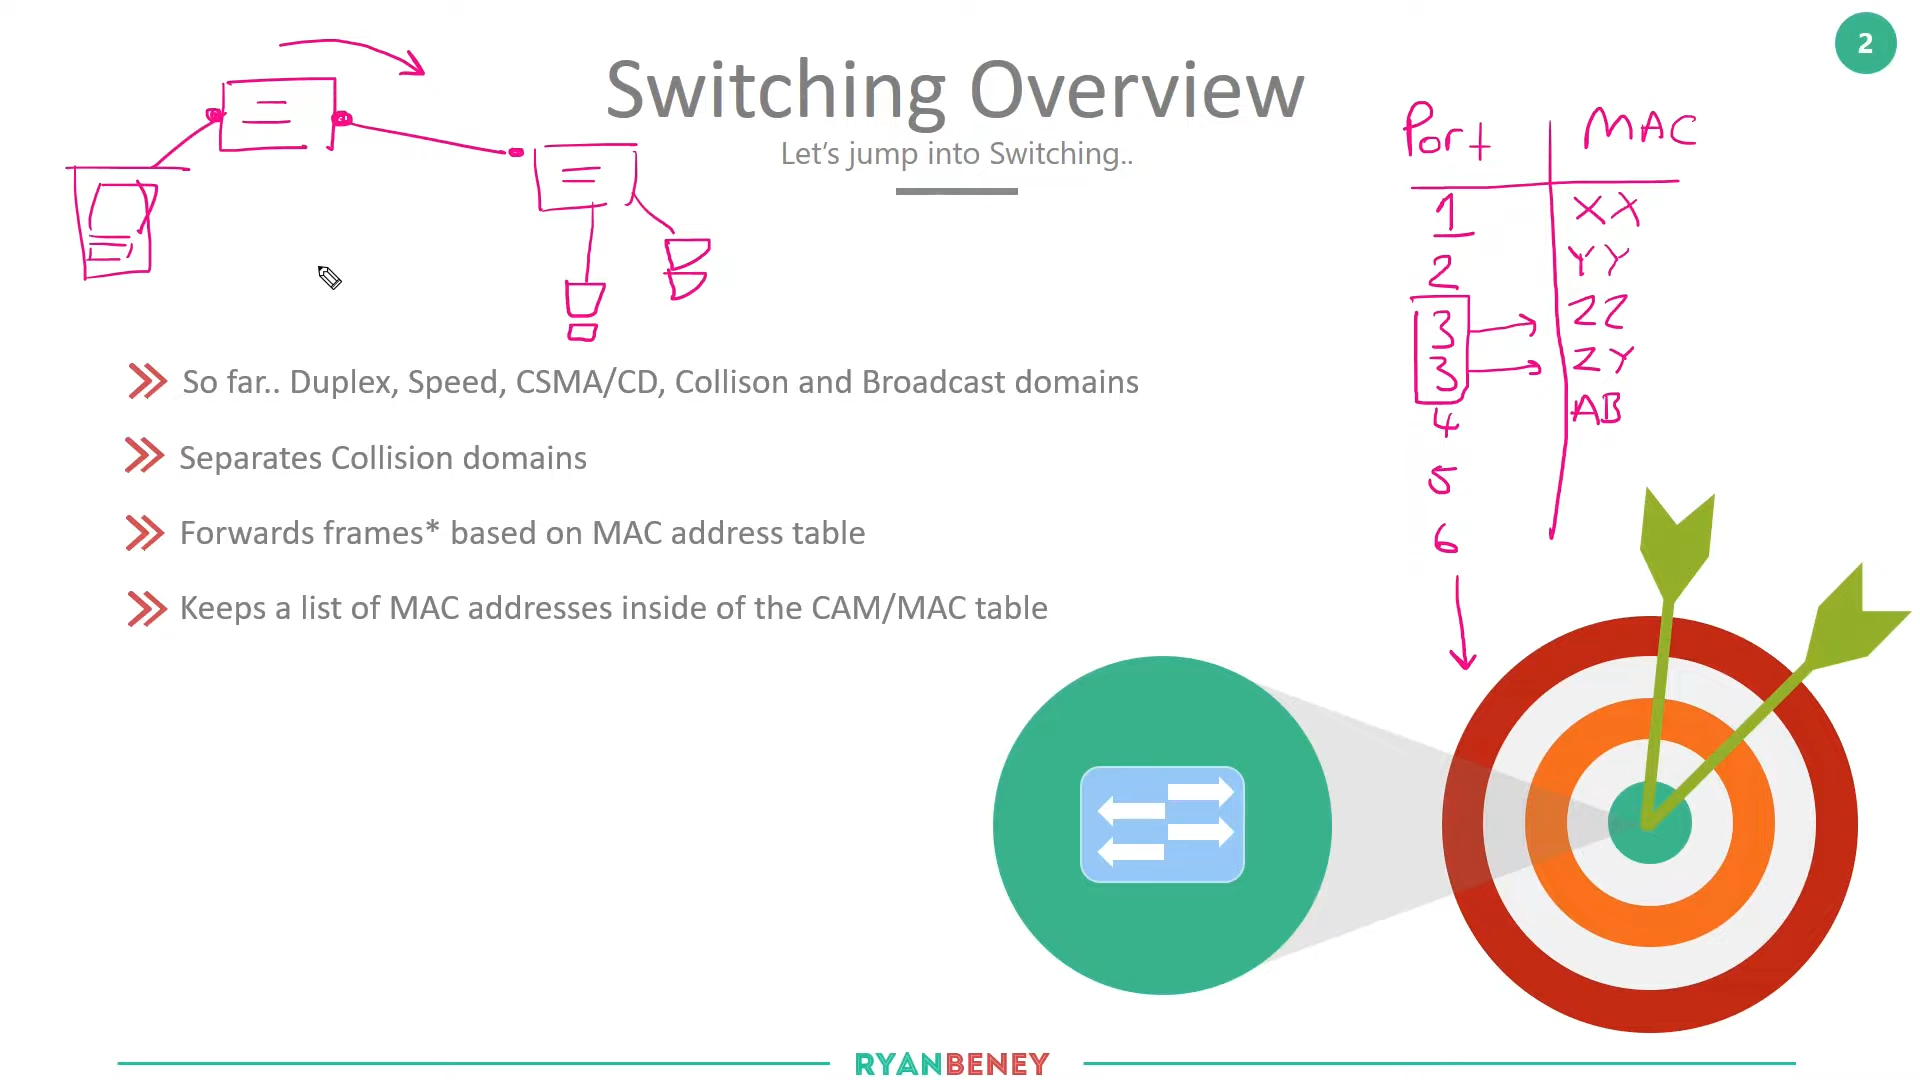 2
Switching Overview
Let's jump into Switching..
Port MAC
1 XX
2 YY
3 ZZ
3 ZY
4 AB
5
6
So far.. Duplex, Speed, CSMA/CD, Collison and Broadcast domains
Separates Collision domains
Forwards frames* based on MAC address table
Keeps a list of MAC addresses inside of the CAM/MAC table
RYANBENEY